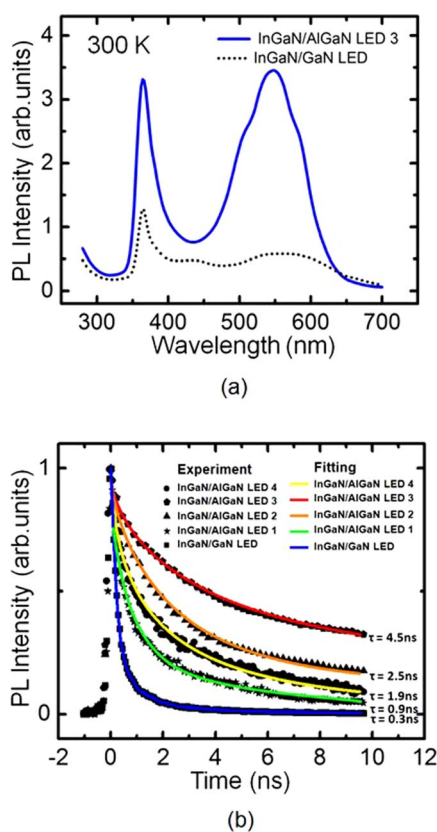 300 K
InGaN/AlGaN LED 3
InGaN/GaN LED
PL Intensity (arb.units)
4
3
2
1
0
300 400 500 600 700
Wavelength (nm)
(a)
Experiment Fitting
InGaN/AlGaN LED 4 InGaN/AlGaN LED 4
InGaN/AlGaN LED 3 InGaN/AlGaN LED 3
InGaN/AlGaN LED 2 InGaN/AlGaN LED 2
InGaN/AlGaN LED 1 InGaN/AlGaN LED 1
InGaN/GaN LED InGaN/GaN LED
PL Intensity (arb.units)
1
0
τ = 4.5ns
τ = 2.5ns
τ = 1.9ns
τ = 0.9ns
τ = 0.3ns
-2 0 2 4 6 8 10 12
Time (ns)
(b)